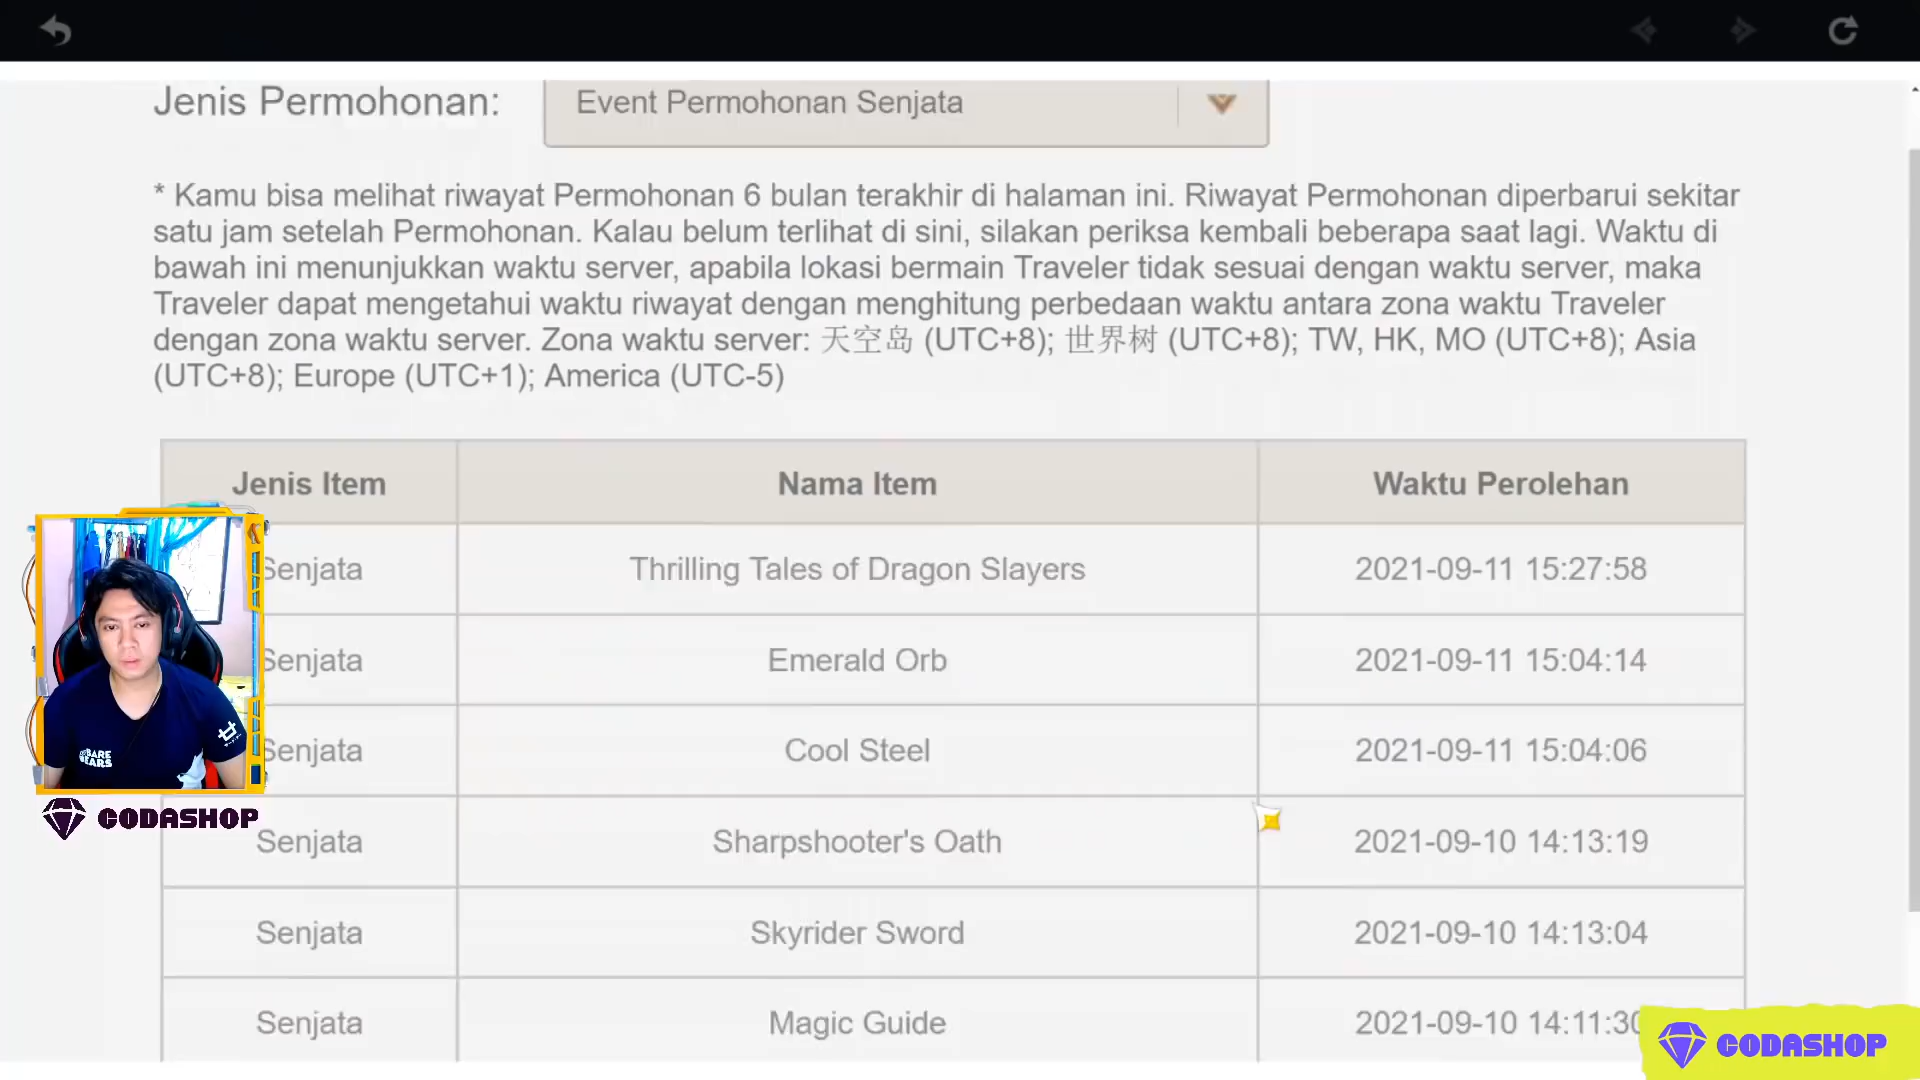 Jenis Permohonan: Event Permohonan Senjata
* Kamu bisa melihat riwayat Permohonan 6 bulan terakhir di halaman ini. Riwayat Permohonan diperbarui sekitar
satu jam setelah Permohonan. Kalau belum terlihat di sini, silakan periksa kembali beberapa saat lagi. Waktu di
bawah ini menunjukkan waktu server, apabila lokasi bermain Traveler tidak sesuai dengan waktu server, maka
Traveler dapat mengetahui waktu riwayat dengan menghitung perbedaan waktu antara zona waktu Traveler
dengan zona waktu server. Zona waktu server: 天空岛 (UTC+8); 世界树 (UTC+8); TW, HK, MO (UTC+8); Asia
(UTC+8); Europe (UTC+1); America (UTC-5)
Jenis Item Nama Item Waktu Perolehan
Senjata Thrilling Tales of Dragon Slayers 2021-09-11 15:27:58
Senjata Emerald Orb 2021-09-11 15:04:14
Senjata Cool Steel 2021-09-11 15:04:06
Senjata Sharpshooter's Oath 2021-09-10 14:13:19
Senjata Skyrider Sword 2021-09-10 14:13:04
Senjata Magic Guide 2021-09-10 14:11:30
CODASHOP
CODASHOP